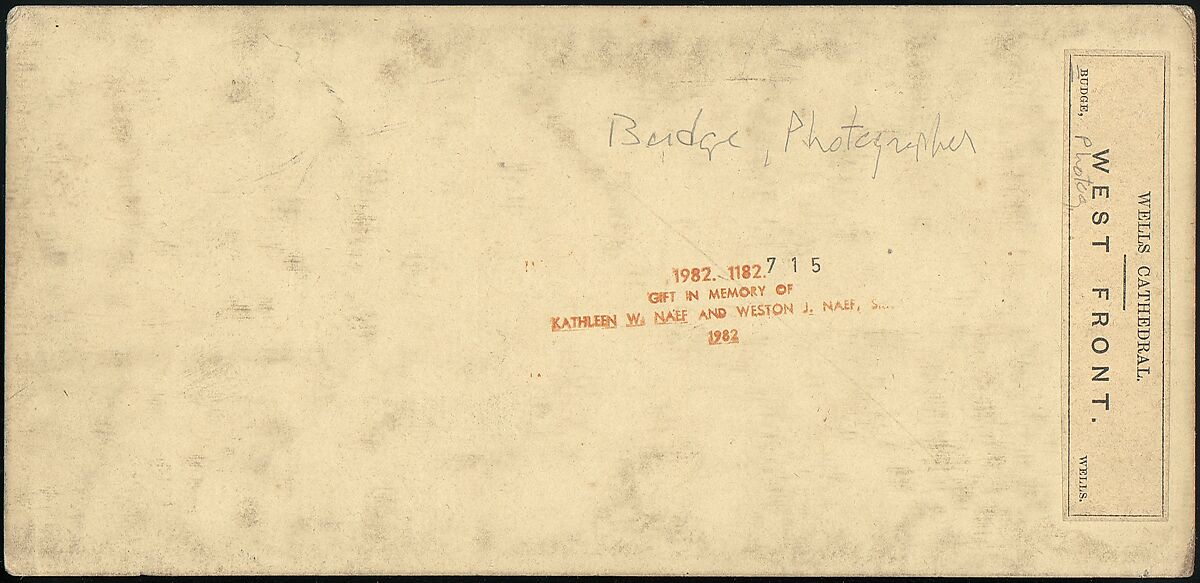 Budge, Photographer
1982. 1182.715
GIFT IN MEMORY OF
KATHLEEN W. NAEF AND WESTON J. NAEF,
1982
WELLS CATHEDRAL.
WEST FRONT.
BUDGE, Photog.
WELLS.